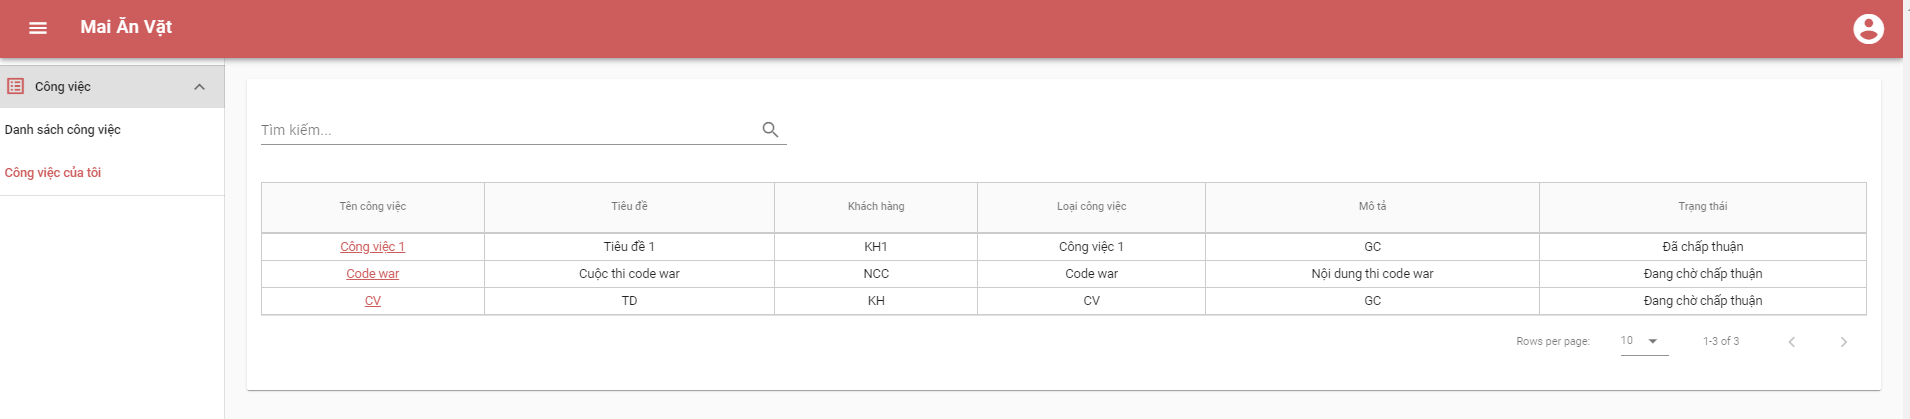 Mai Ăn Vặt
Công việc
Danh sách công việc
Công việc của tôi
Tìm kiếm...
Tên công việc Tiêu đề Khách hàng Loại công việc Mô tả Trạng thái
Công việc 1 Tiêu đề 1 KH1 Công việc 1 GC Đã chấp thuận
Code war Cuộc thi code war NCC Code war Nội dung thi code war Đang chờ chấp thuận
CV TD KH CV GC Đang chờ chấp thuận
Rows per page: 10 1-3 of 3